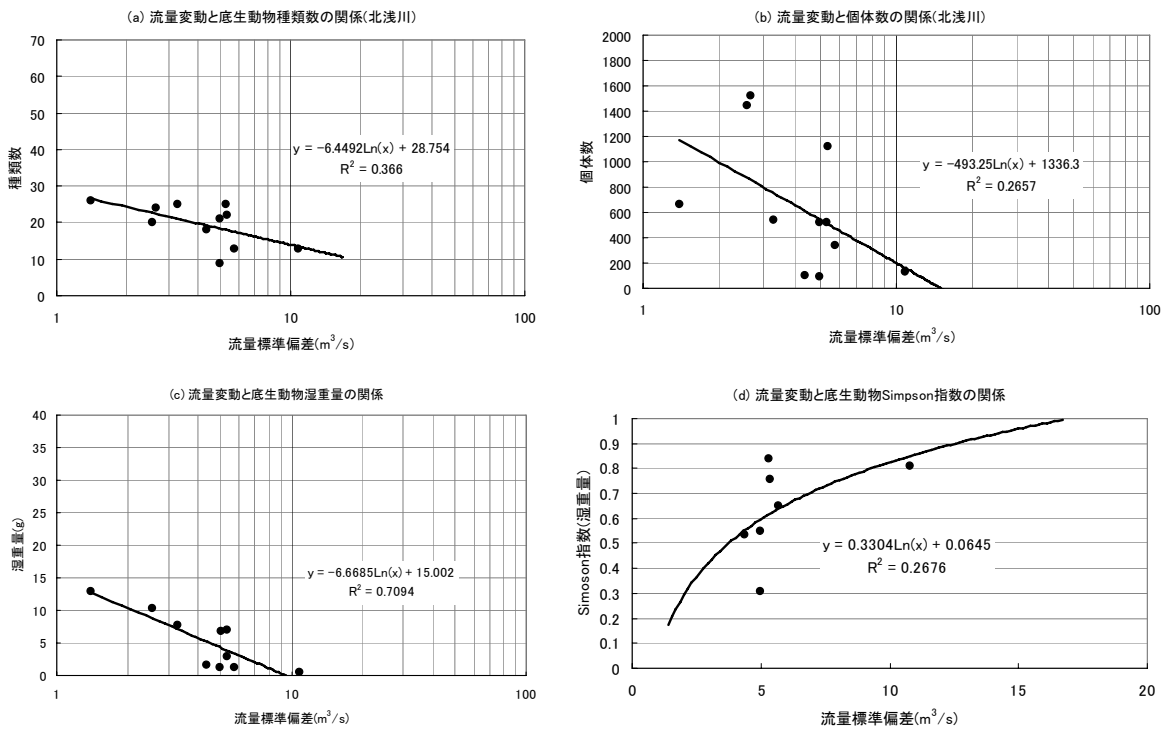 (a) 流量変動と底生動物種類数の関係(北浅川)
70
60
50
40
30
20
10
0
種類数
y = -6.4492Ln(x) + 28.754
R² = 0.366
1
10
100
流量標準偏差(m³/s)
(b) 流量変動と個体数の関係(北浅川)
2000
1800
1600
1400
1200
1000
800
600
400
200
0
個体数
y = -493.25Ln(x) + 1336.3
R² = 0.2657
1
10
100
流量標準偏差(m³/s)
(c) 流量変動と底生動物湿重量の関係
40
35
30
25
20
15
10
5
0
湿重量(g)
y = -6.6685Ln(x) + 15.002
R² = 0.7094
1
10
100
流量標準偏差(m³/s)
(d) 流量変動と底生動物Simpson指数の関係
1
0.9
0.8
0.7
0.6
0.5
0.4
0.3
0.2
0.1
0
Simoson指数(湿重量)
y = 0.3304Ln(x) + 0.0645
R² = 0.2676
0
5
10
15
20
流量標準偏差(m³/s)